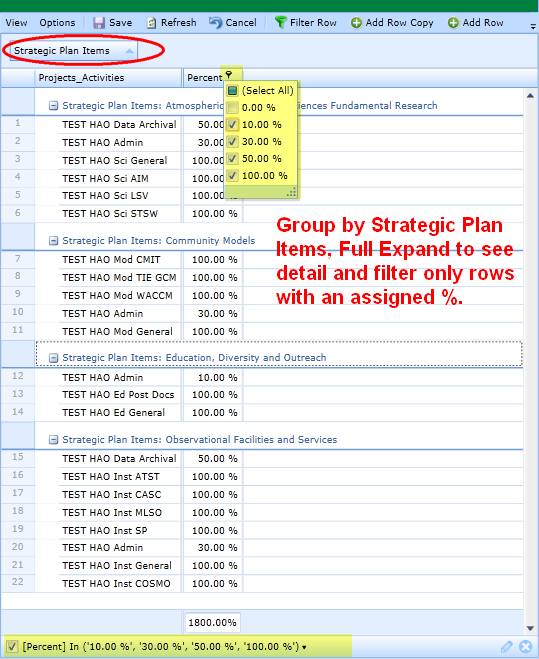 View Options Save Refresh Cancel Filter Row Add Row Copy Add Row
Strategic Plan Items
Projects_Activities Percent
(Select All)
0.00 %
10.00 %
30.00 %
50.00 %
100.00 %
Strategic Plan Items: Atmospheric iences Fundamental Research
1 TEST HAO Data Archival 50.00
2 TEST HAO Admin 30.00
3 TEST HAO Sci General 100.00
4 TEST HAO Sci AIM 100.00
5 TEST HAO Sci LSV 100.00 %
6 TEST HAO Sci STSW 100.00 %
Group by Strategic Plan
Items, Full Expand to see
detail and filter only rows
with an assigned %.
Strategic Plan Items: Community Models
7 TEST HAO Mod CMIT 100.00 %
8 TEST HAO Mod TIE GCM 100.00 %
9 TEST HAO Mod WACCM 100.00 %
10 TEST HAO Admin 30.00 %
11 TEST HAO Mod General 100.00 %
Strategic Plan Items: Education, Diversity and Outreach
12 TEST HAO Admin 10.00 %
13 TEST HAO Ed Post Docs 100.00 %
14 TEST HAO Ed General 100.00 %
Strategic Plan Items: Observational Facilities and Services
15 TEST HAO Data Archival 50.00 %
16 TEST HAO Inst ATST 100.00 %
17 TEST HAO Inst CASC 100.00 %
18 TEST HAO Inst MLSO 100.00 %
19 TEST HAO Inst SP 100.00 %
20 TEST HAO Admin 30.00 %
21 TEST HAO Inst General 100.00 %
22 TEST HAO Inst COSMO 100.00 %
1800.00%
[Percent] In ('10.00 %', '30.00 %', '50.00 %', '100.00 %')